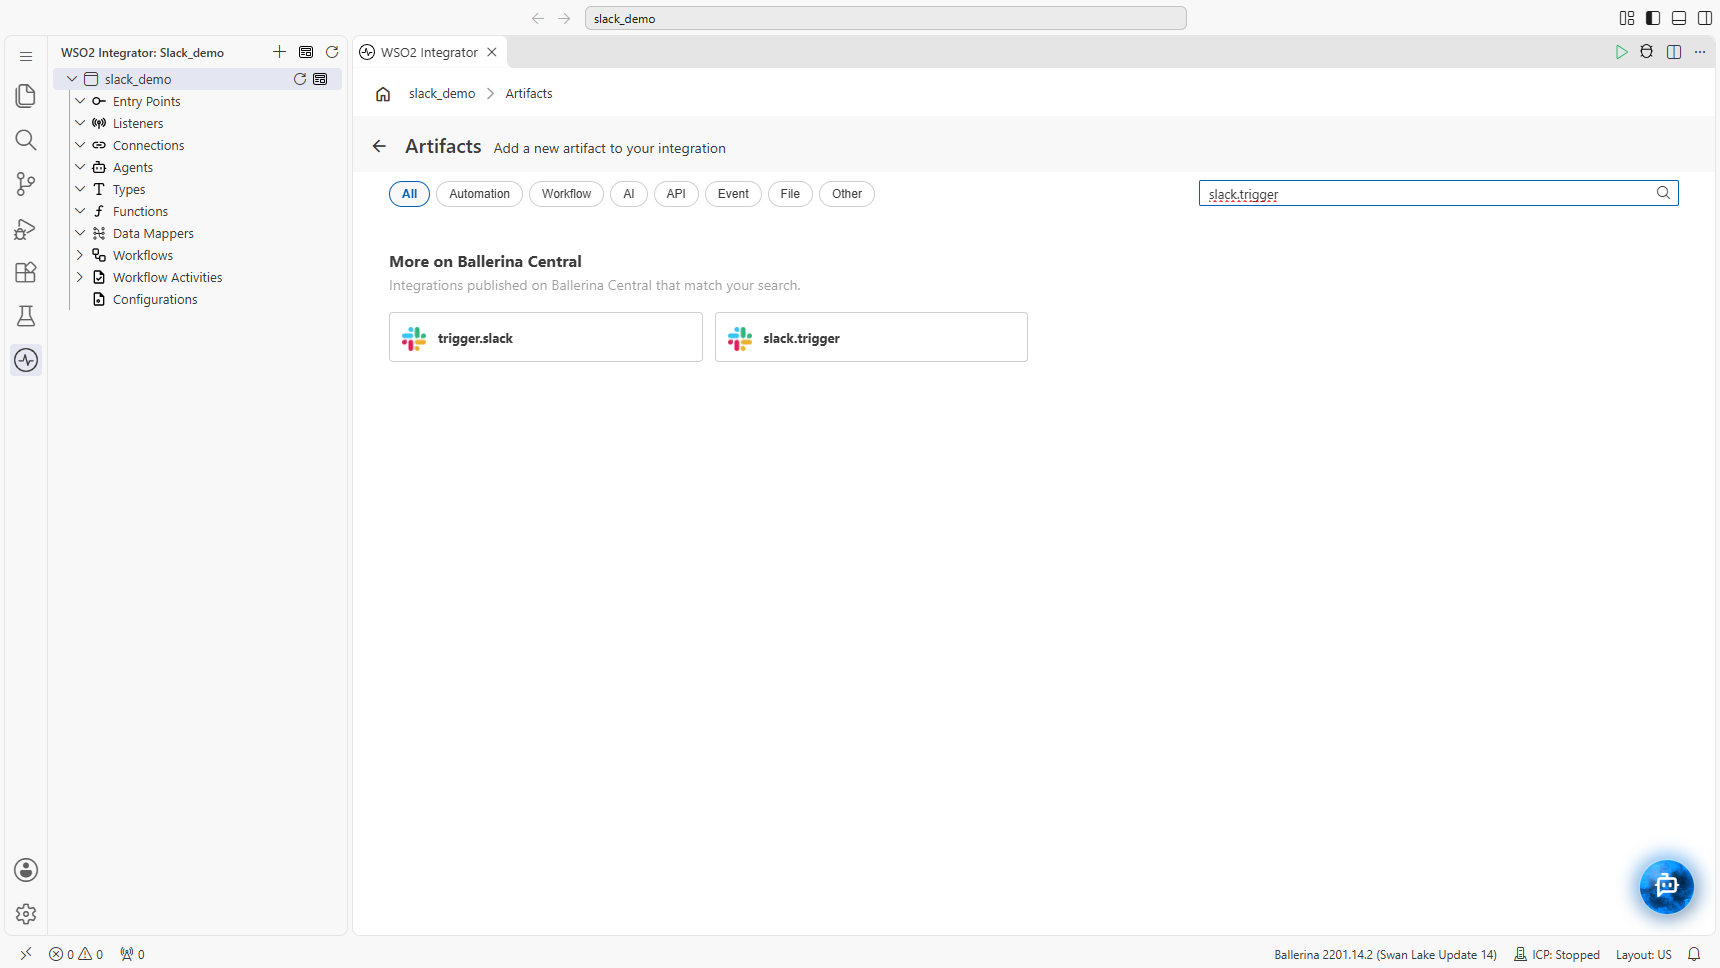 slack_demo
WSO2 Integrator: Slack_demo
WSO2 Integrator
slack_demo
Entry Points
Listeners
Connections
Agents
Types
Functions
Data Mappers
Workflows
Workflow Activities
Configurations
slack_demo
Artifacts
Artifacts
Add a new artifact to your integration
All
Automation
Workflow
AI
API
Event
File
Other
slack.trigger
More on Ballerina Central
Integrations published on Ballerina Central that match your search.
trigger.slack
slack.trigger
0
0
0
Ballerina 2201.14.2 (Swan Lake Update 14)
ICP: Stopped
Layout: US